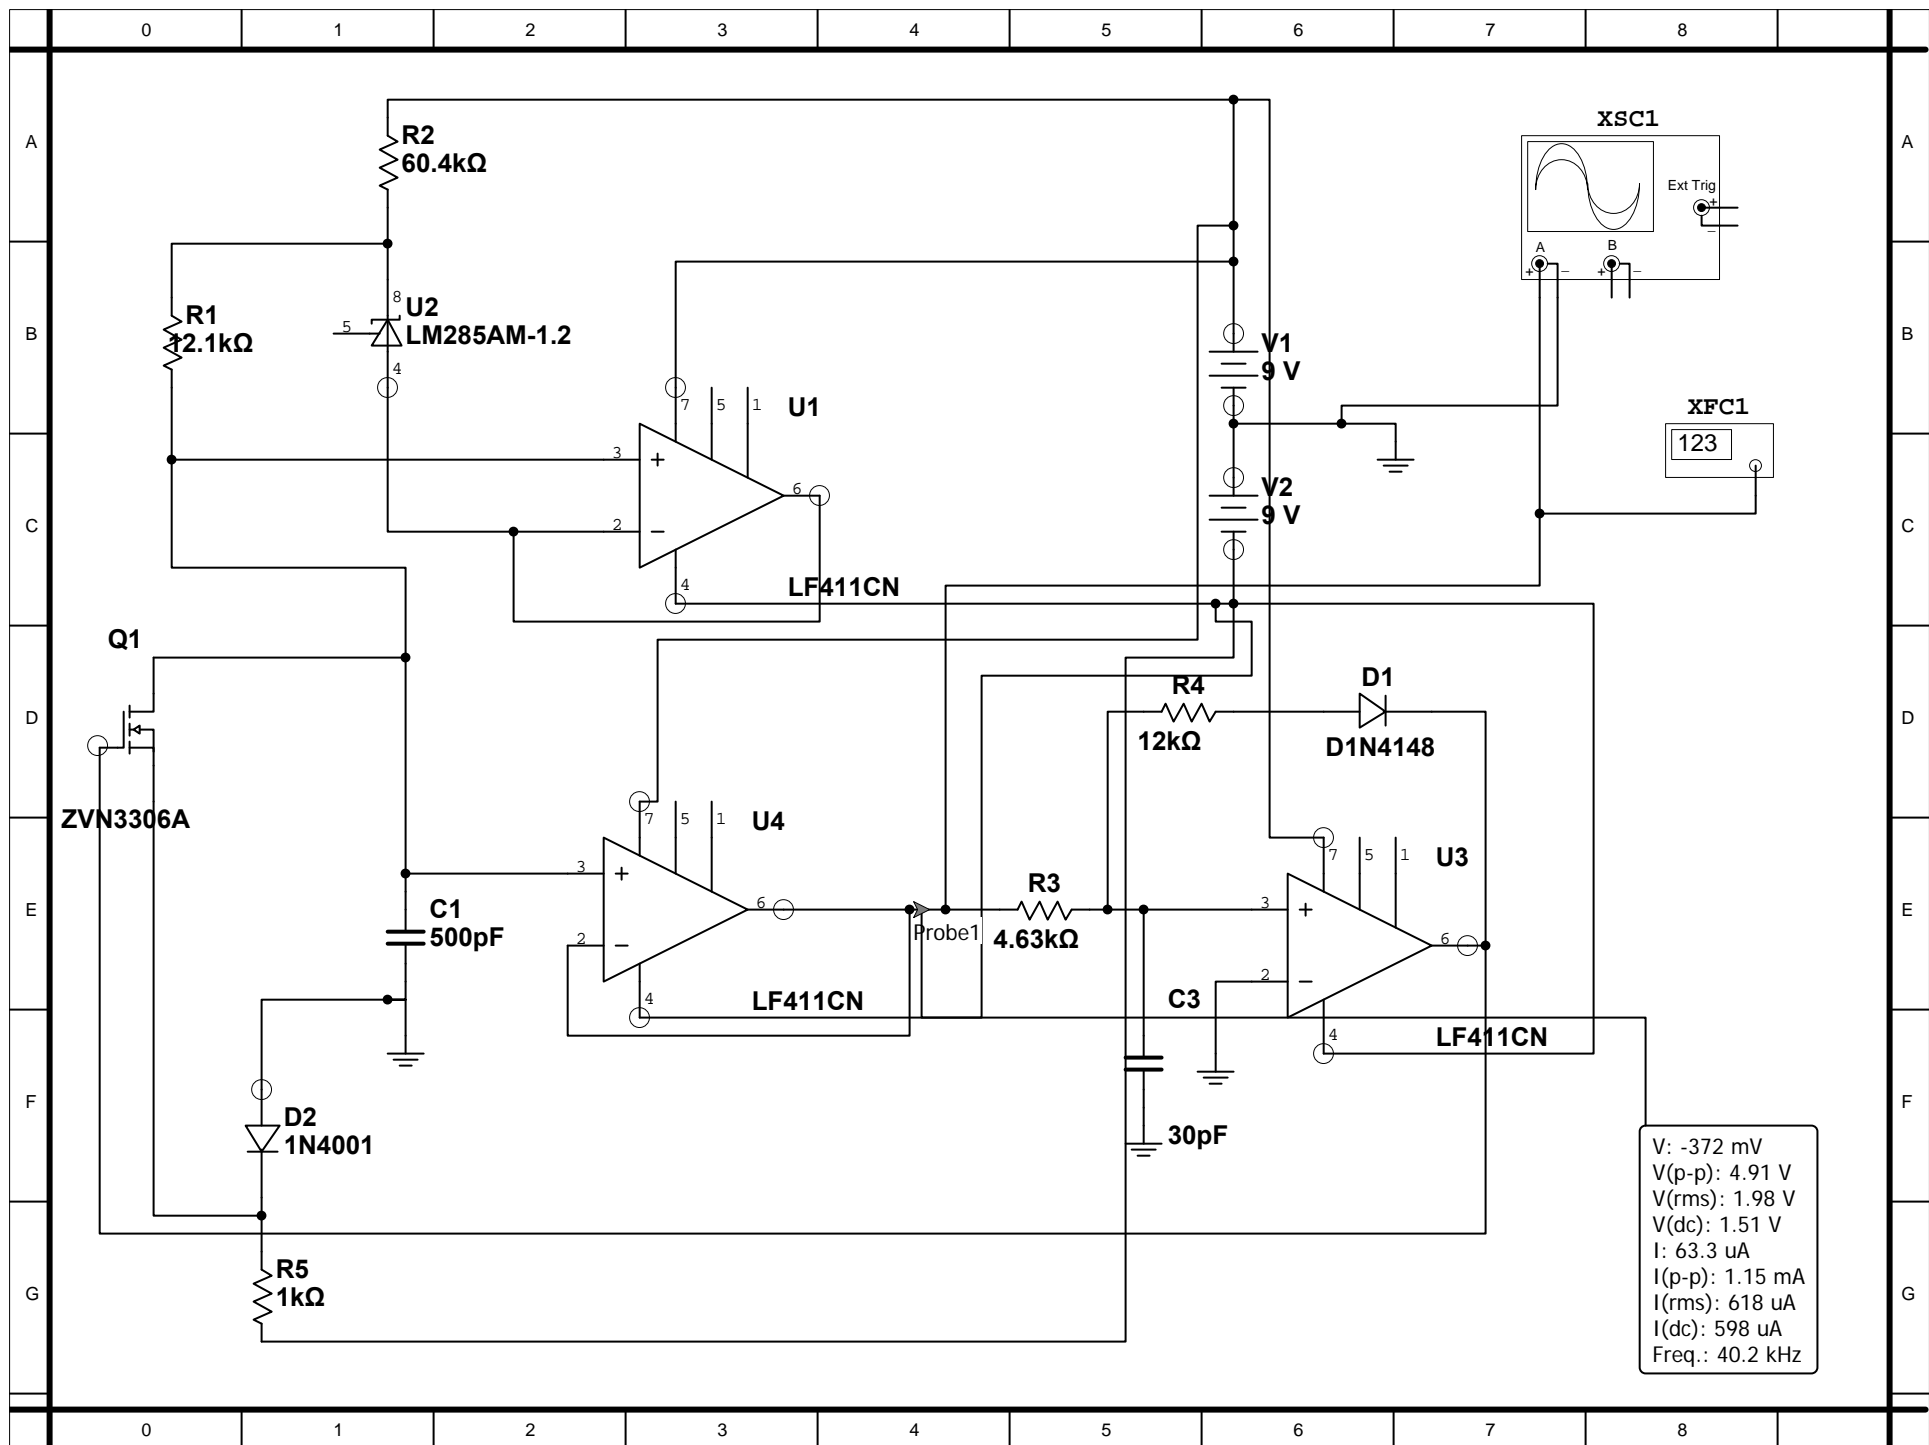 0 1 2 3 4 5 6 7 8
A A
B B
C C
D D
E E
F F
G G
R2
60.4kΩ
R1
12.1kΩ
8
U2
5
LM285AM-1.2
4
7 5 1 U1
3 +
6
2 −
4
LF411CN
V1
9 V
V2
9 V
XSC1
Ext Trig
+
−
A B
+ − + −
XFC1
123
Q1
ZVN3306A
R4
12kΩ
D1
D1N4148
7 5 1 U4
3 +
6
2 −
4
LF411CN
Probe1
R3
4.63kΩ
7 5 1 U3
3 +
6
2 −
4
LF411CN
C1
500pF
C3
30pF
D2
1N4001
R5
1kΩ
V: -372 mV
V(p-p): 4.91 V
V(rms): 1.98 V
V(dc): 1.51 V
I: 63.3 uA
I(p-p): 1.15 mA
I(rms): 618 uA
I(dc): 598 uA
Freq.: 40.2 kHz
0 1 2 3 4 5 6 7 8